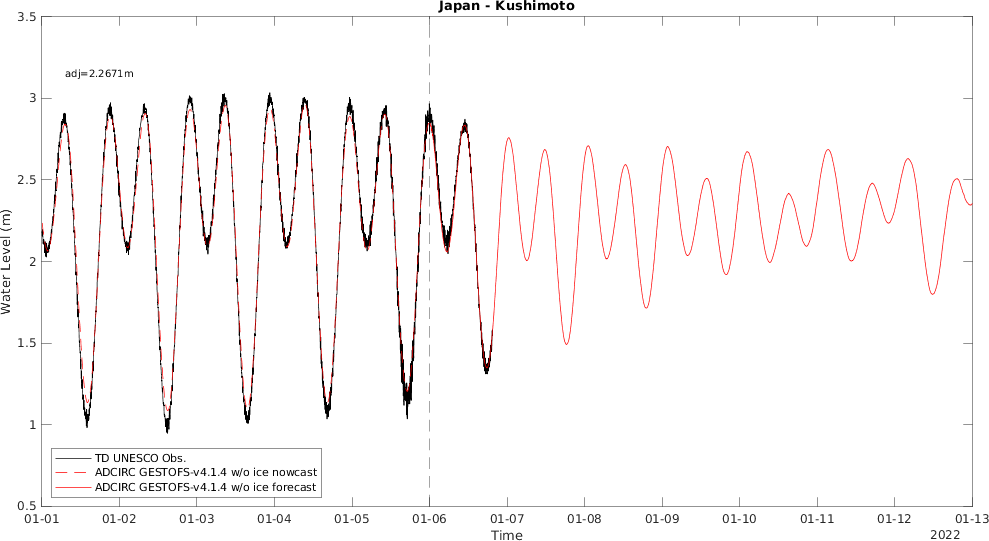 Japan - Kushimoto
3.5
adj=2.2671m
3
2.5
2
1.5
1
0.5
Water Level (m)
TD UNESCO Obs.
ADCIRC GESTOFS-v4.1.4 w/o ice nowcast
ADCIRC GESTOFS-v4.1.4 w/o ice forecast
01-01 01-02 01-03 01-04 01-05 01-06 01-07 01-08 01-09 01-10 01-11 01-12 01-13
Time
2022